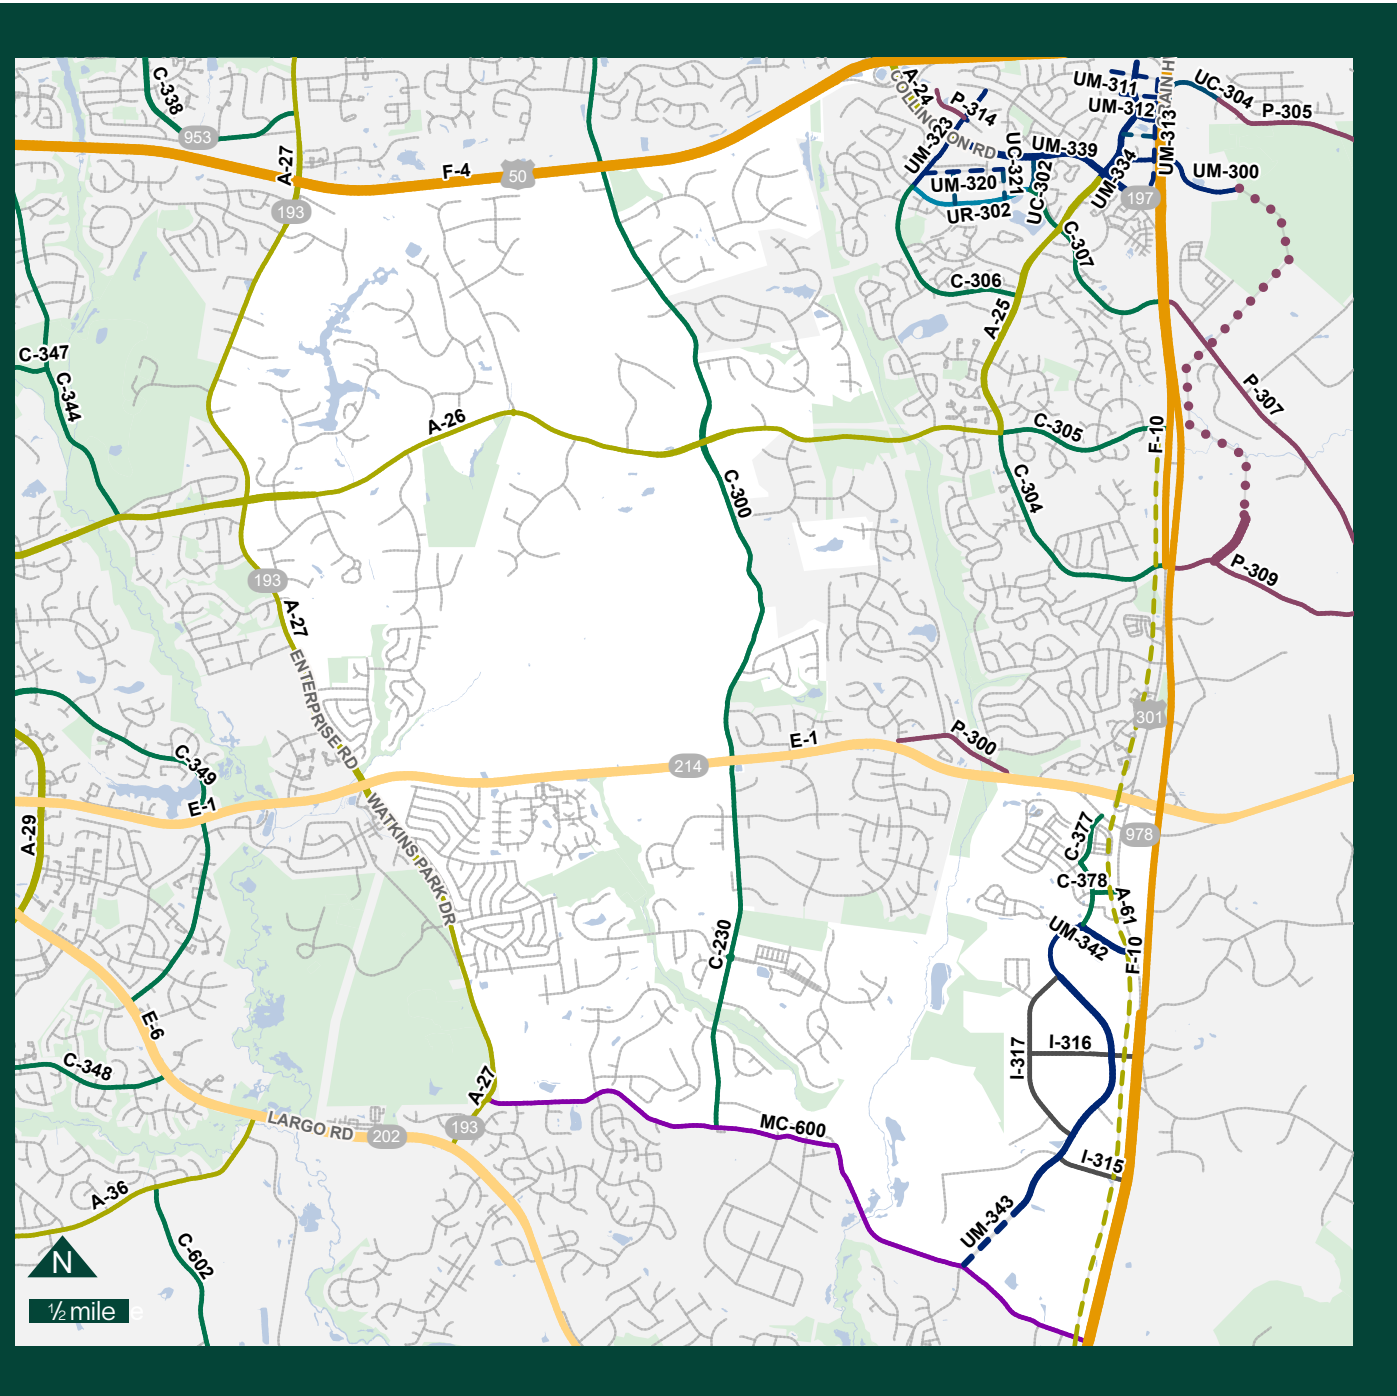 C-338
953
A-27
193
F-4
50
A-24
COLLINGTON RD
P-314
UM-323
UM-311
UM-312
UM-313
UC-304
P-305
UM-339
UC-321
UC-302
UM-334
UM-300
UM-320
UR-302
197
C-307
C-306
A-25
C-347
C-344
A-26
C-300
C-305
C-304
F-10
P-307
P-309
193
A-27
ENTERPRISE RD
301
C-349
E-1
214
E-1
P-300
A-29
WATKINS PARK DR
978
C-377
C-378
A-61
UM-342
F-10
C-230
E-6
I-317
I-316
C-348
A-27
LARGO RD
202
193
MC-600
I-315
A-36
UM-343
C-602
N
½ mile